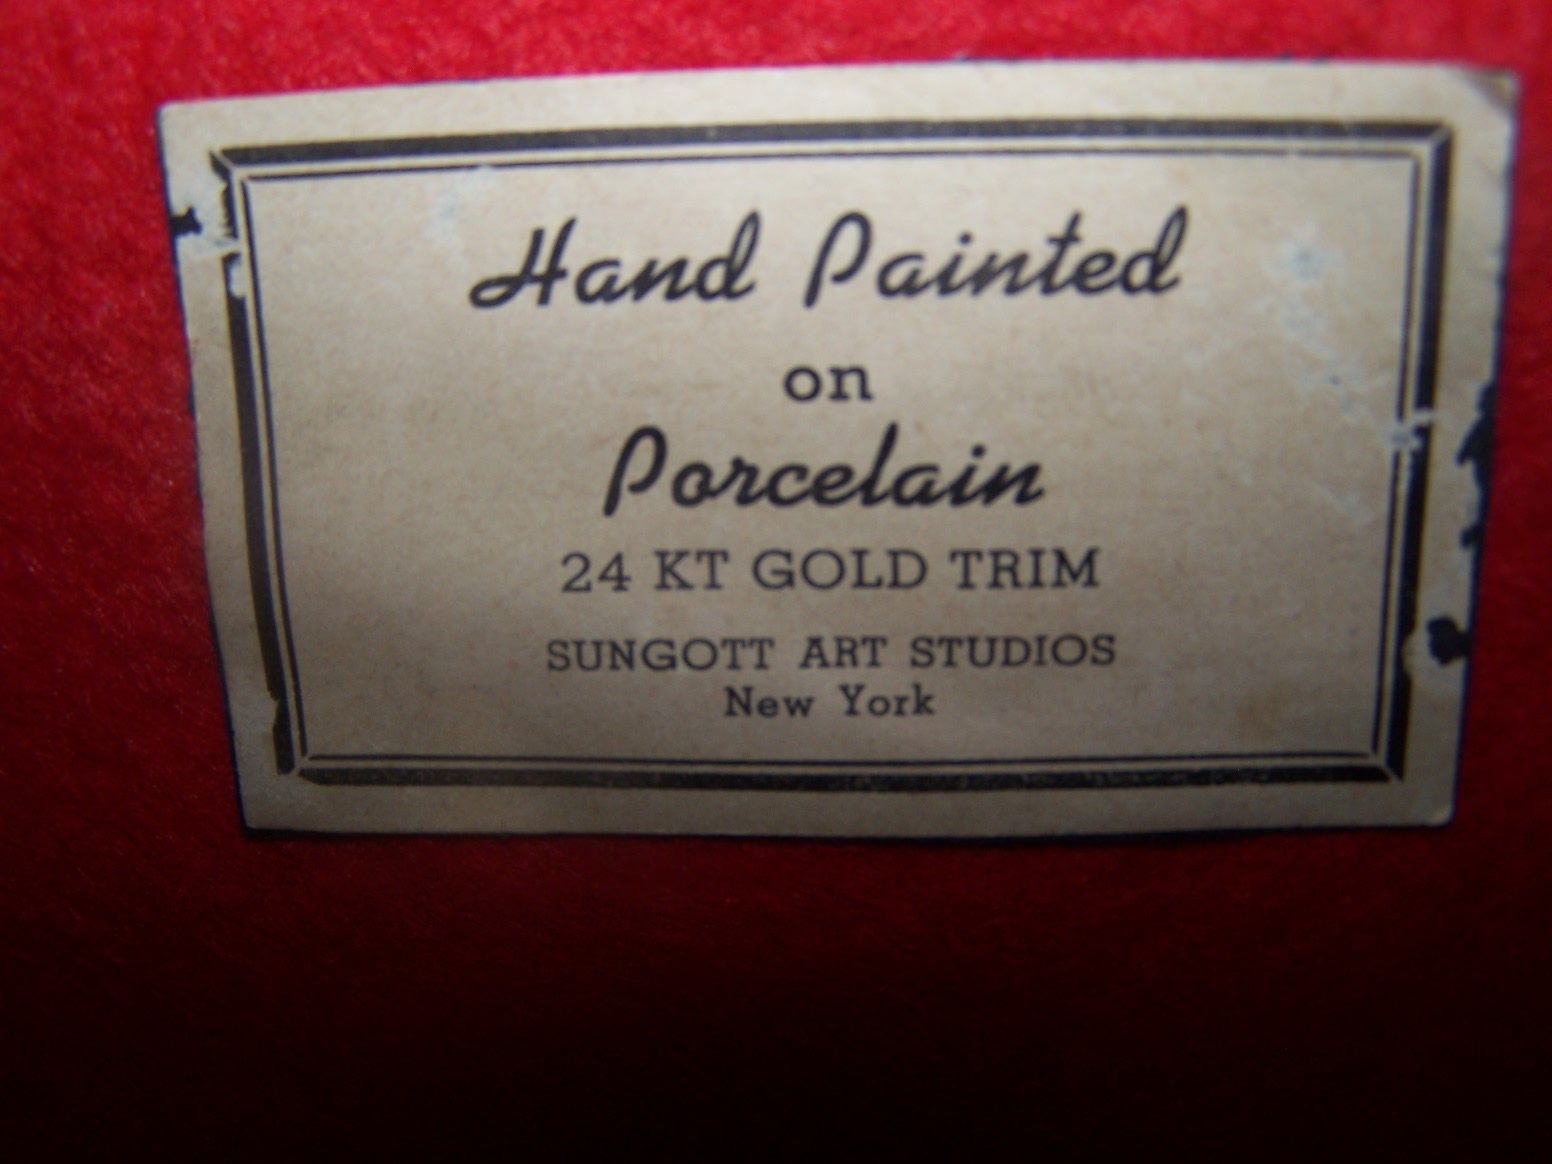 Hand Painted
on
Porcelain
24 KT GOLD TRIM
SUNGOTT ART STUDIOS
New York